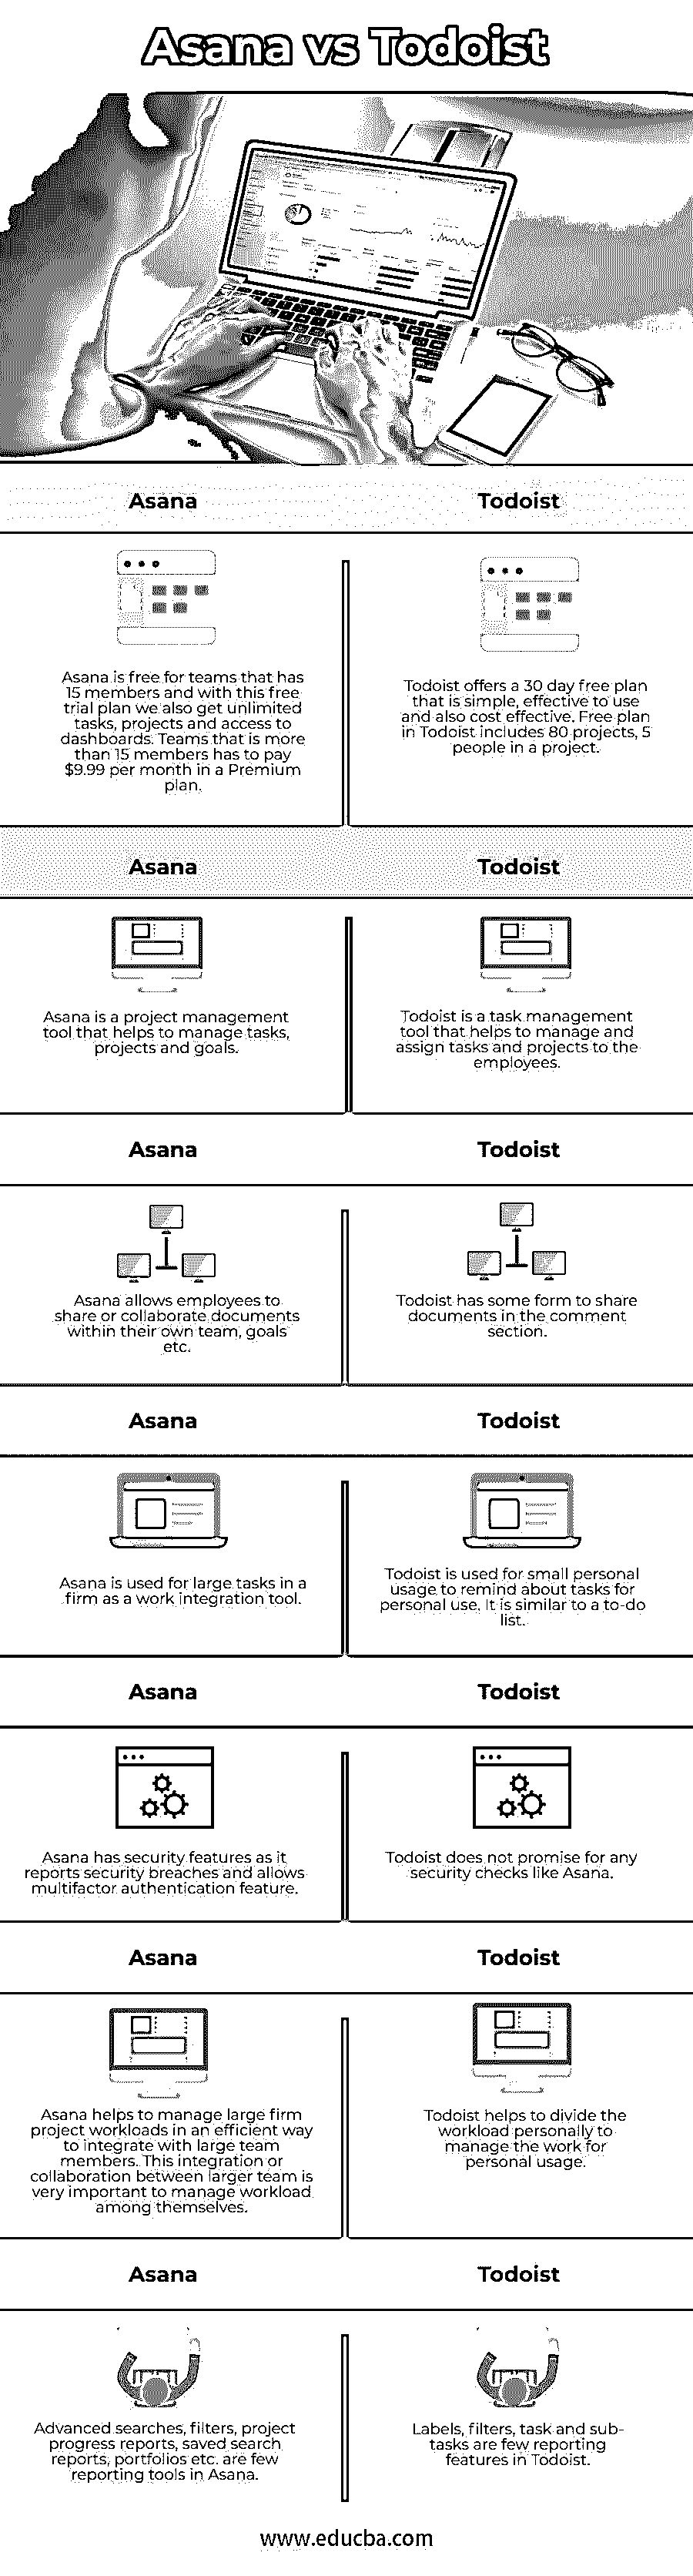 Asana vs Todoist
Asana
Todoist
Asana is free for teams that has
15 members and with this free
trial plan we also get unlimited
tasks, projects and access to
dashboards. Teams that is more
than 15 members has to pay
$9.99 per month in a Premium
plan.
Todoist offers a 30 day free plan
that is simple, effective to use
and also cost effective. Free plan
in Todoist includes 80 projects, 5
people in a project.
Asana
Todoist
Asana is a project management
tool that helps to manage tasks,
projects and goals.
Todoist is a task management
tool that helps to manage and
assign tasks and projects to the
employees.
Asana
Todoist
Asana allows employees to
share or collaborate documents
within their own team, goals
etc.
Todoist has some form to share
documents in the comment
section.
Asana
Todoist
Asana is used for large tasks in a
firm as a work integration tool.
Todoist is used for small personal
usage to remind about tasks for
personal use. It is similar to a to-do
list.
Asana
Todoist
Asana has security features as it
reports security breaches and allows
multifactor authentication feature.
Todoist does not promise for any
security checks like Asana.
Asana
Todoist
Asana helps to manage large firm
project workloads in an efficient way
to integrate with large team
members. This integration or
collaboration between larger team is
very important to manage workload
among themselves.
Todoist helps to divide the
workload personally to
manage the work for
personal usage.
Asana
Todoist
Advanced searches, filters, project
progress reports, saved search
reports, portfolios etc. are few
reporting tools in Asana.
Labels, filters, task and sub-
tasks are few reporting
features in Todoist.
www.educba.com